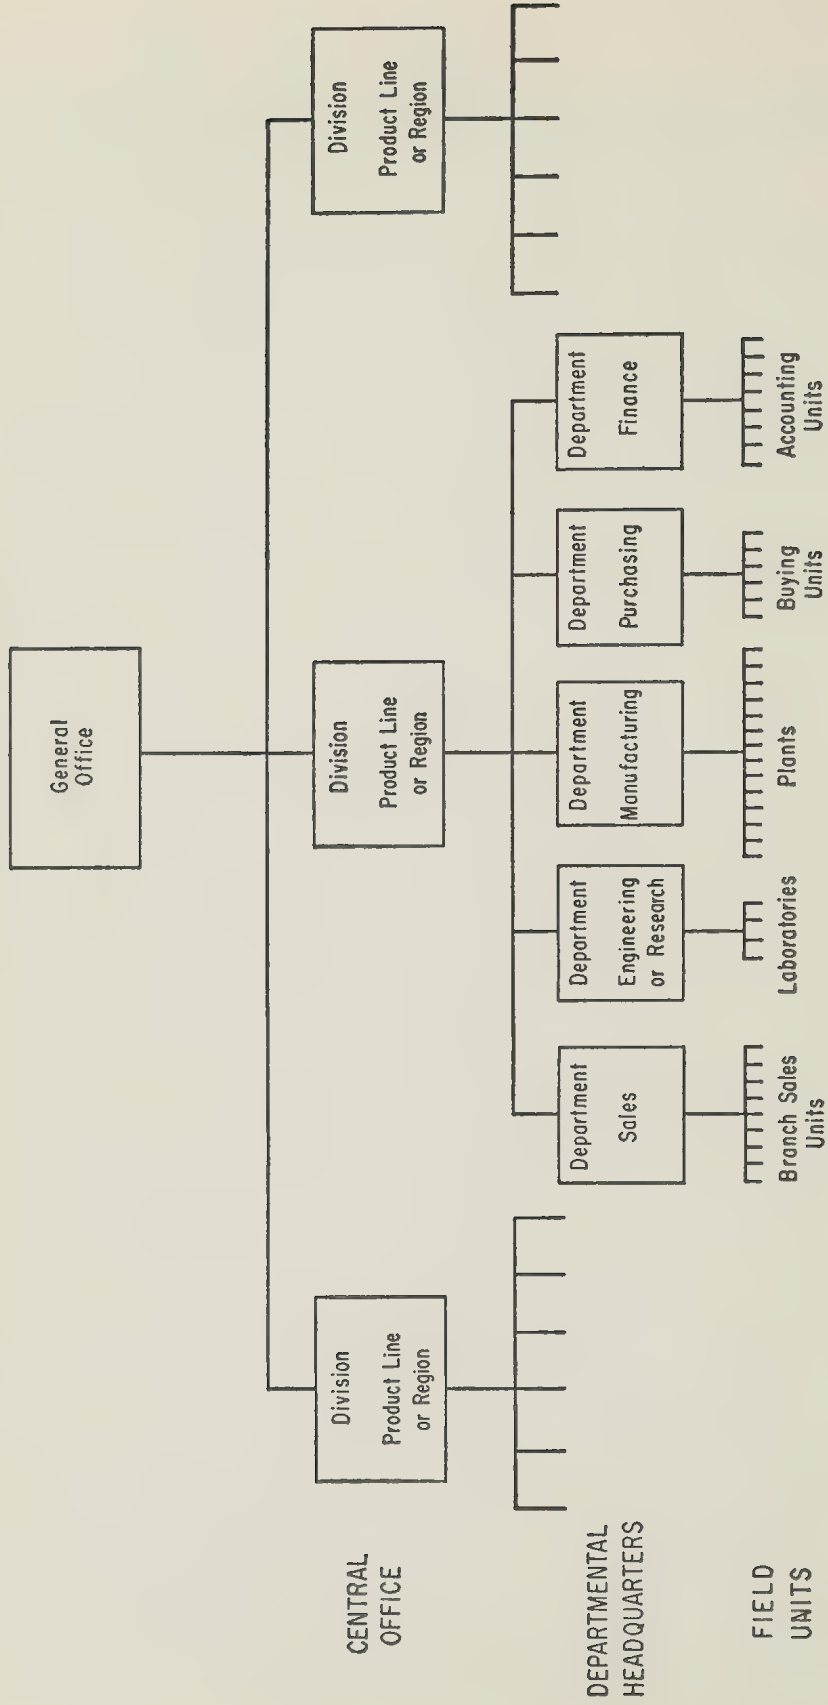 General
Office
CENTRAL
OFFICE
Division
Product Line
or Region
Division
Product Line
or Region
Division
Product Line
or Region
DEPARTMENTAL
HEADQUARTERS
Department
Sales
Department
Engineering
or Research
Department
Manufacturing
Department
Purchasing
Department
Finance
FIELD
UNITS
Branch Sales
Units
Laboratories
Plants
Buying
Units
Accounting
Units